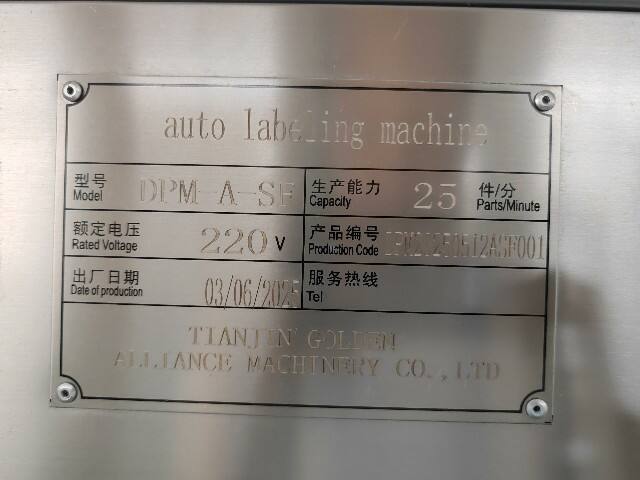 auto labeling machine
型号 DPM-A-SF 生产能力 25 件/分
Model Capacity Parts/Minute
额定电压 220 V 产品编号
Rated Voltage Production Code DPM20250512ASF001
出厂日期 03/06/2025 服务热线
Date of production Tel
TIANJIN GOLDEN
ALLIANCE MACHINERY CO.,LTD